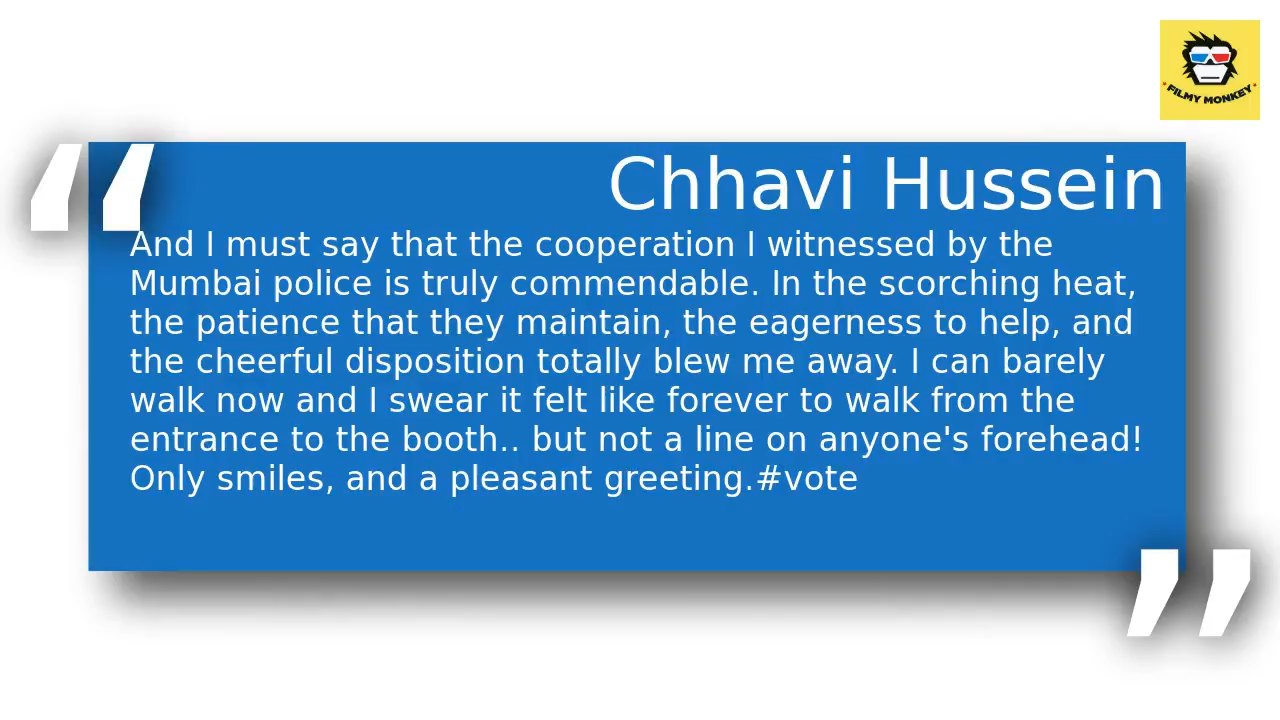 FILMY MONKEY
“
Chhavi Hussein
And I must say that the cooperation I witnessed by the
Mumbai police is truly commendable. In the scorching heat,
the patience that they maintain, the eagerness to help, and
the cheerful disposition totally blew me away. I can barely
walk now and I swear it felt like forever to walk from the
entrance to the booth.. but not a line on anyone's forehead!
Only smiles, and a pleasant greeting.#vote
”